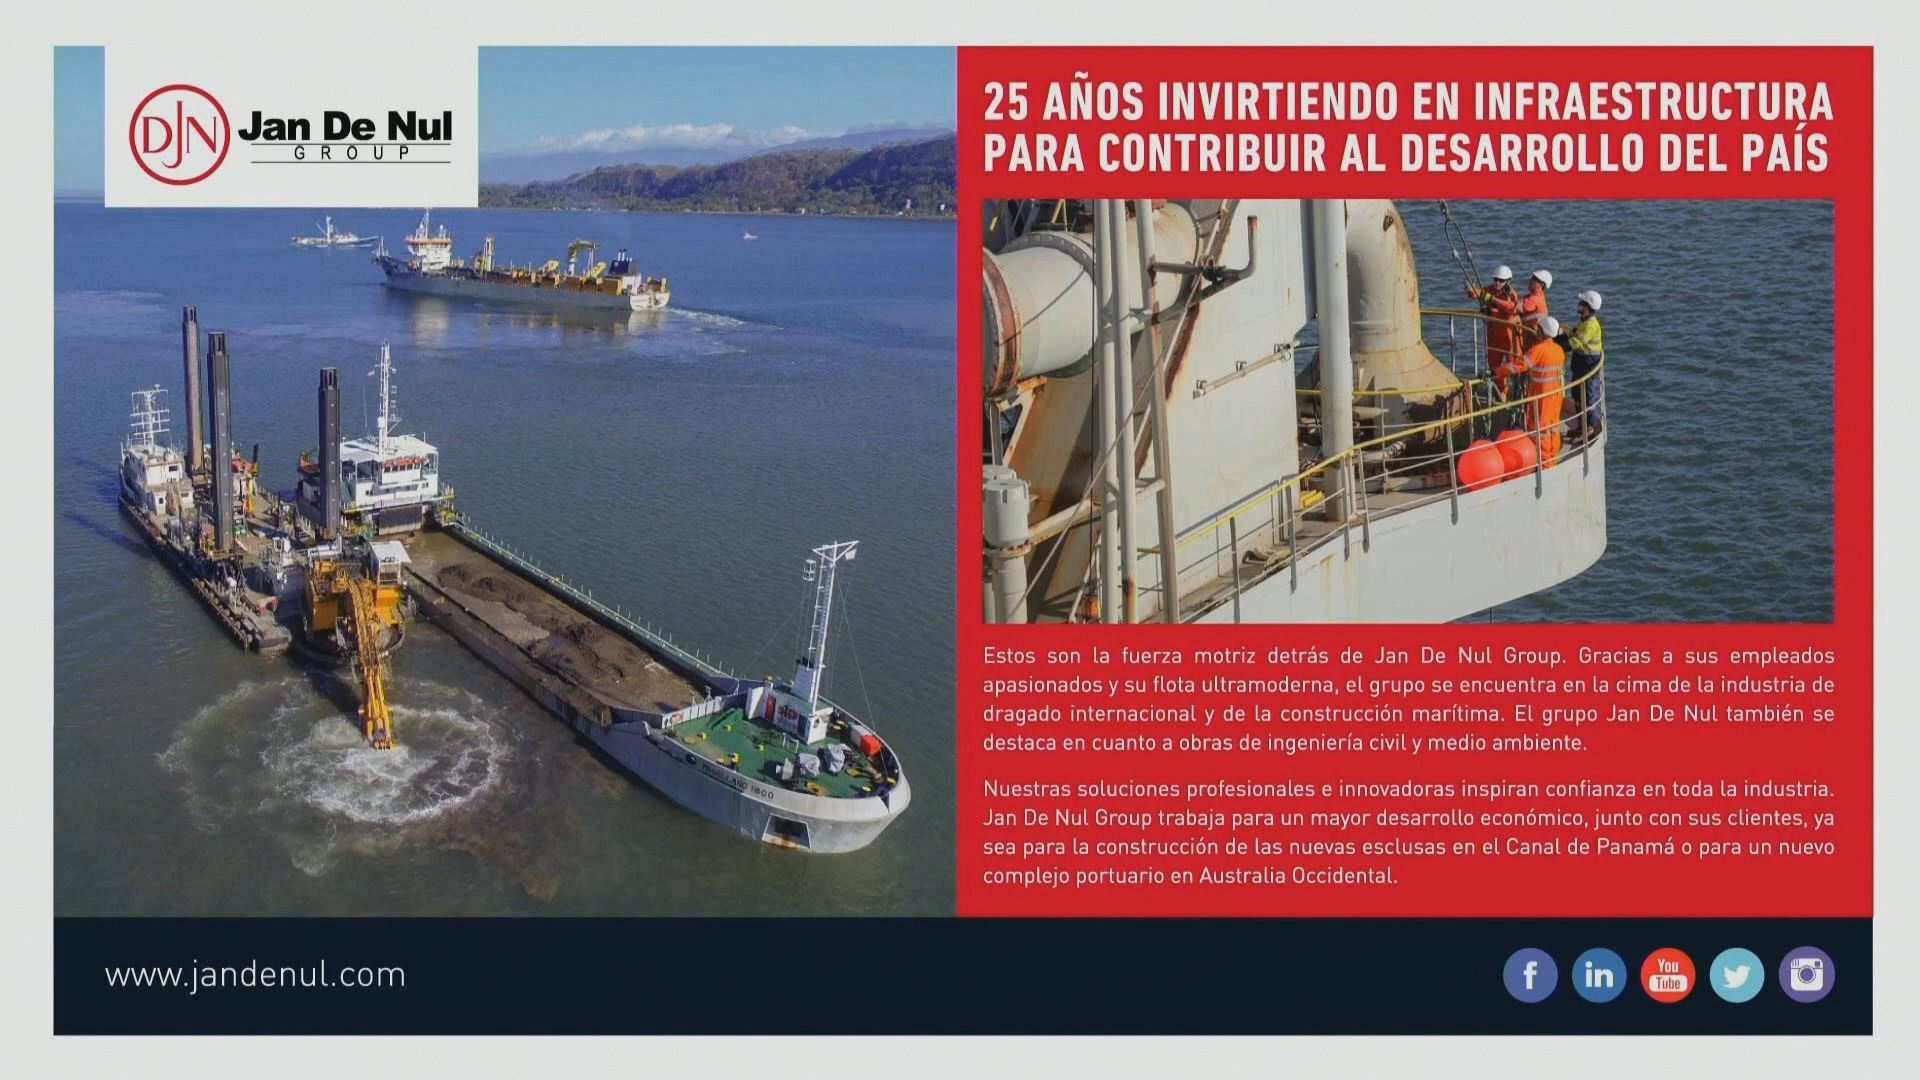 DJN
Jan De Nul
GROUP
25 AÑOS INVIRTIENDO EN INFRAESTRUCTURA
PARA CONTRIBUIR AL DESARROLLO DEL PAÍS
Estos son la fuerza motriz detrás de Jan De Nul Group. Gracias a sus empleados
apasionados y su flota ultramoderna, el grupo se encuentra en la cima de la industria de
dragado internacional y de la construcción marítima. El grupo Jan De Nul también se
destaca en cuanto a obras de ingeniería civil y medio ambiente.
Nuestras soluciones profesionales e innovadoras inspiran confianza en toda la industria.
Jan De Nul Group trabaja para un mayor desarrollo económico, junto con sus clientes, ya
sea para la construcción de las nuevas esclusas en el Canal de Panamá o para un nuevo
complejo portuario en Australia Occidental.
www.jandenul.com
f
in
You
Tube